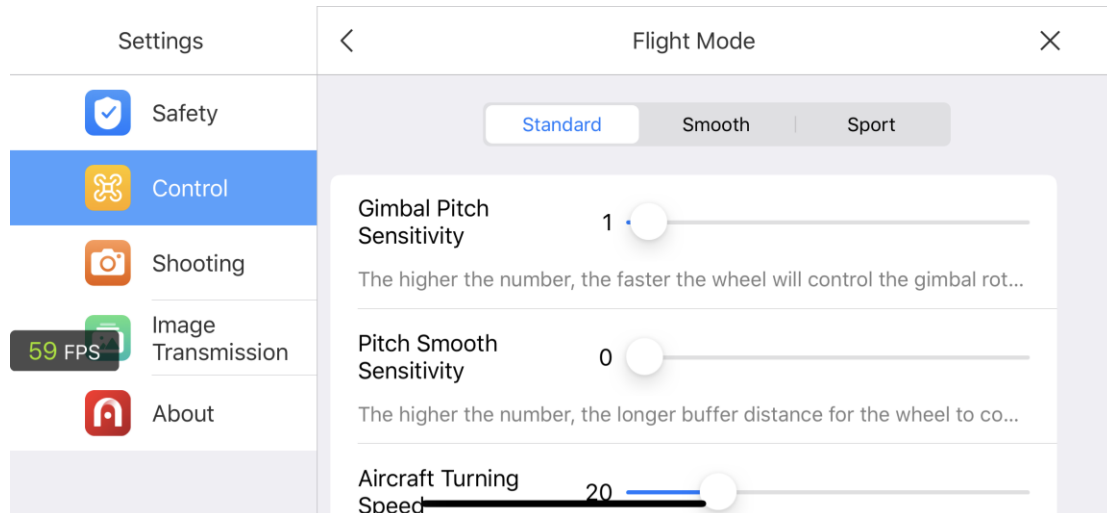 Settings
Flight Mode
Safety
Control
Shooting
Image
Transmission
59 FPS
About
Standard
Smooth
Sport
Gimbal Pitch
Sensitivity
1
The higher the number, the faster the wheel will control the gimbal rot...
Pitch Smooth
Sensitivity
0
The higher the number, the longer buffer distance for the wheel to co...
Aircraft Turning
Speed
20